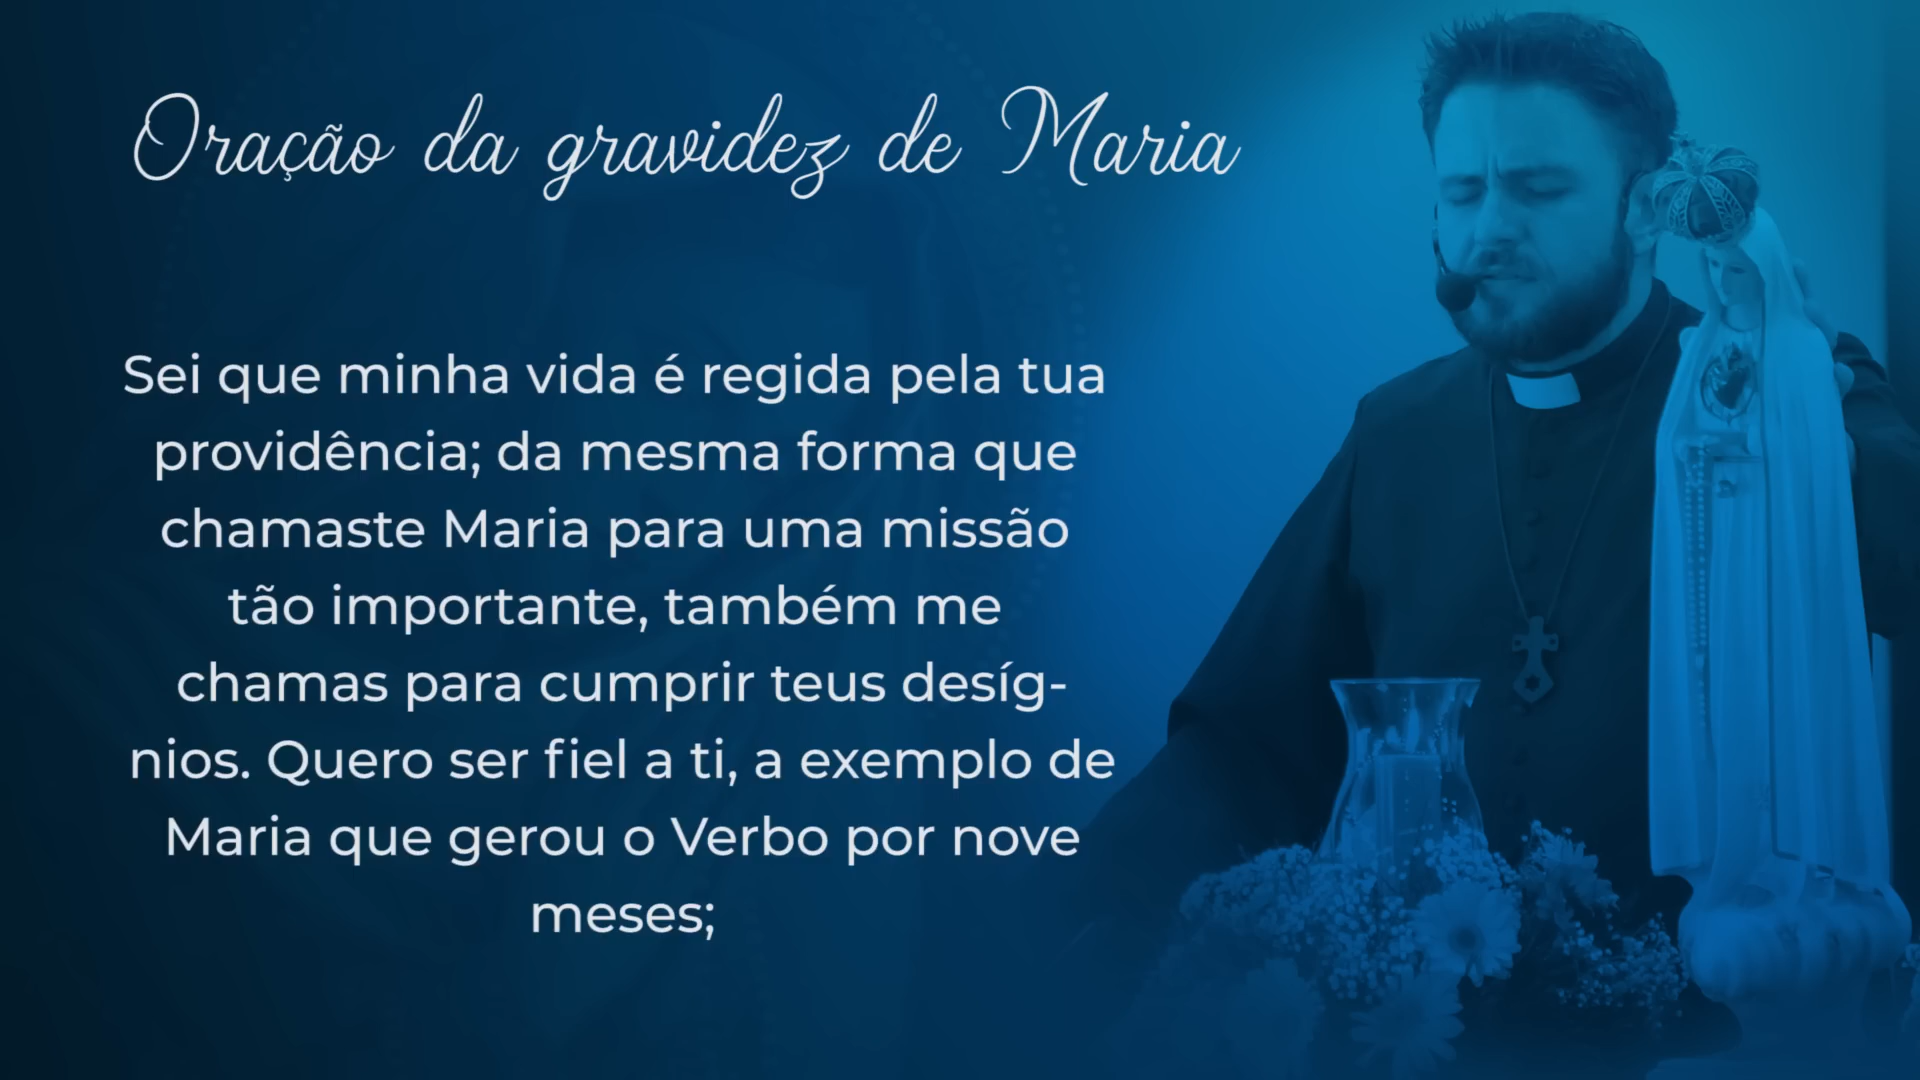 Oração da gravidez de Maria
Sei que minha vida é regida pela tua
providência; da mesma forma que
chamaste Maria para uma missão
tão importante, também me
chamas para cumprir teus desíg-
nios. Quero ser fiel a ti, a exemplo de
Maria que gerou o Verbo por nove
meses;